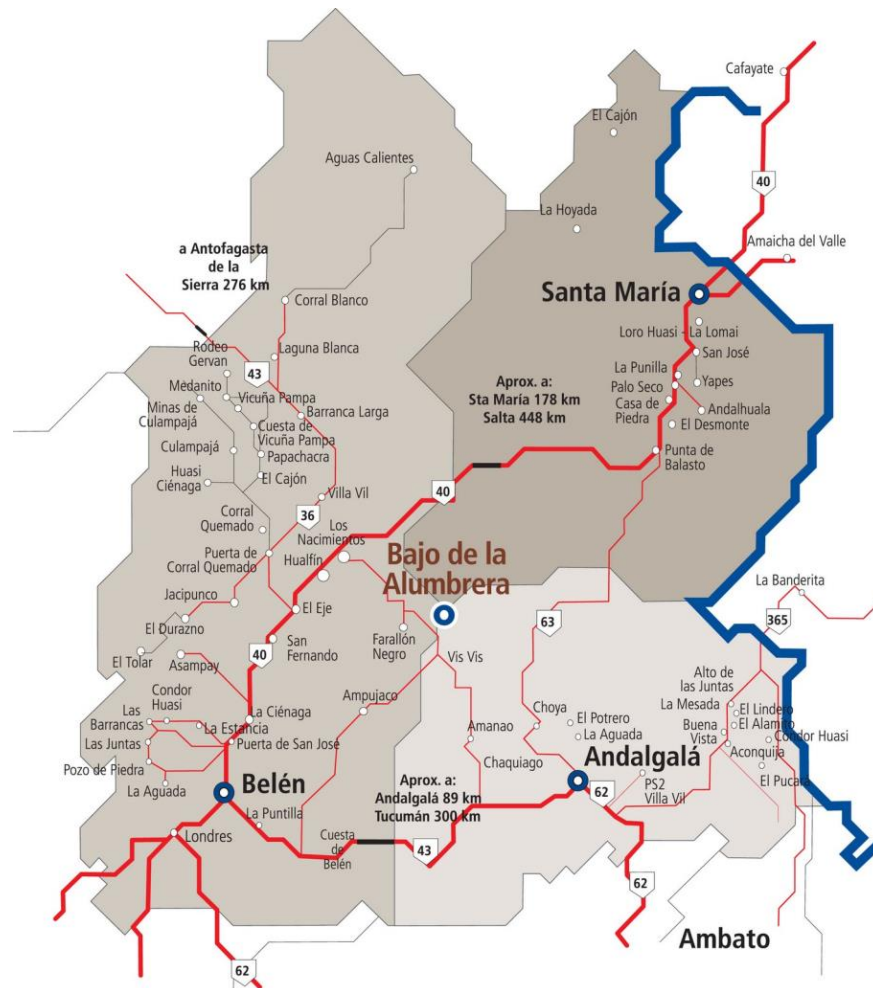 Cafayate
El Cajón
Aguas Calientes
40
La Hoyada
Amaicha del Valle
a Antofagasta
de la
Sierra 276 km
Santa María
Corral Blanco
Loro Huasi - La Lomai
Rodeo
Gervan
Laguna Blanca
San José
43
La Punilla
Medanito
Vicuña Pampa
Aprox. a:
Sta María 178 km
Salta 448 km
Palo Seco
Yapes
Minas de
Culampajá
Barranca Larga
Casa de
Piedra
Andalhuala
Cuesta de
Vicuña Pampa
El Desmonte
Culampajá
Papachacra
Punta de
Balasto
Huasi
Ciénaga
El Cajón
Villa Vil
40
36
Corral
Quemado
Los
Nacimientos
Puerta de
Corral Quemado
Hualfín
Bajo de la
Alumbrera
La Banderita
Jacipunco
El Eje
El Durazno
63
365
Farallón
Negro
San
Fernando
40
El Tolar
Asampay
Vis Vis
Alto de
las Juntas
Condor
Huasi
Ampujaco
La Mesada
Las
Barrancas
La Ciénaga
Choya
El Potrero
El Lindero
La Estancia
El Alamito
Buena
Vista
Las Juntas
Puerta de San José
Amanao
La Aguada
Condor Huasi
Aconquija
Pozo de Piedra
Chaquiago
Andalgalá
El Pucará
La Aguada
Belén
Aprox. a:
Andalgalá 89 km
Tucumán 300 km
62
PS2
Villa Vil
La Puntilla
Londres
Cuesta
de
Belén
43
62
Ambato
62